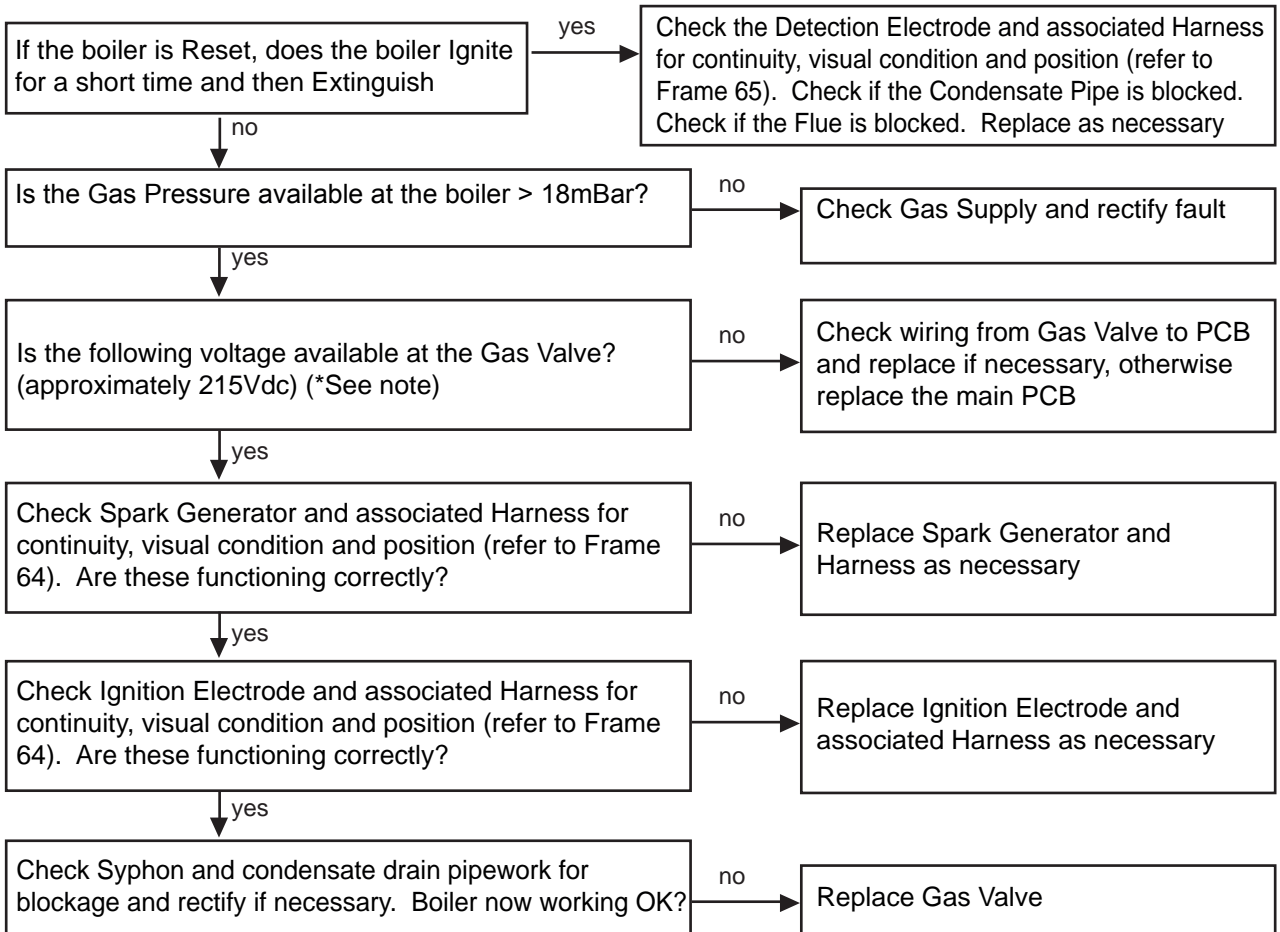 If the boiler is Reset, does the boiler Ignite
for a short time and then Extinguish
yes
Check the Detection Electrode and associated Harness
for continuity, visual condition and position (refer to
Frame 65). Check if the Condensate Pipe is blocked.
Check if the Flue is blocked. Replace as necessary
no
Is the Gas Pressure available at the boiler > 18mBar?
no
Check Gas Supply and rectify fault
yes
Is the following voltage available at the Gas Valve?
(approximately 215Vdc) (*See note)
no
Check wiring from Gas Valve to PCB
and replace if necessary, otherwise
replace the main PCB
yes
Check Spark Generator and associated Harness for
continuity, visual condition and position (refer to Frame
64). Are these functioning correctly?
no
Replace Spark Generator and
Harness as necessary
yes
Check Ignition Electrode and associated Harness for
continuity, visual condition and position (refer to Frame
64). Are these functioning correctly?
no
Replace Ignition Electrode and
associated Harness as necessary
yes
Check Syphon and condensate drain pipework for
blockage and rectify if necessary. Boiler now working OK?
no
Replace Gas Valve